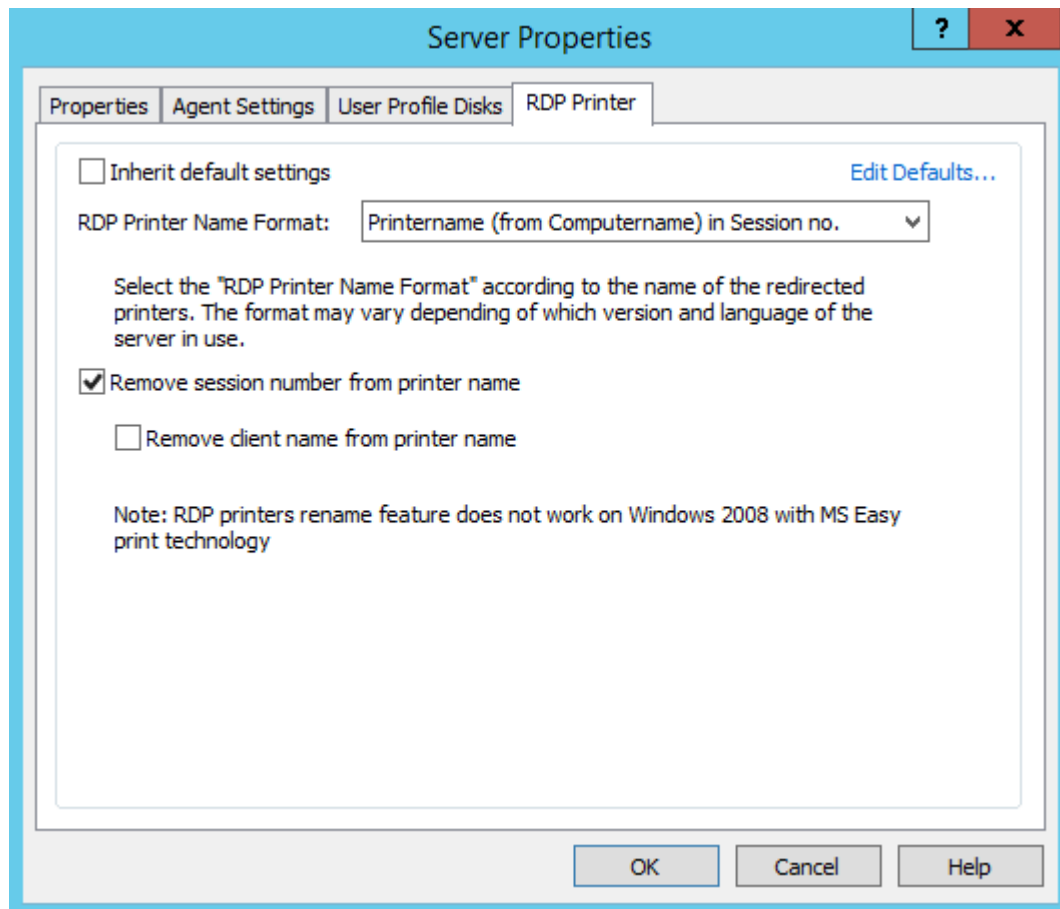 Server Properties
?
x
Properties
Agent Settings
User Profile Disks
RDP Printer
Inherit default settings
Edit Defaults...
RDP Printer Name Format:
Printername (from Computername) in Session no.
Select the "RDP Printer Name Format" according to the name of the redirected
printers. The format may vary depending of which version and language of the
server in use.
Remove session number from printer name
Remove client name from printer name
Note: RDP printers rename feature does not work on Windows 2008 with MS Easy
print technology
OK
Cancel
Help